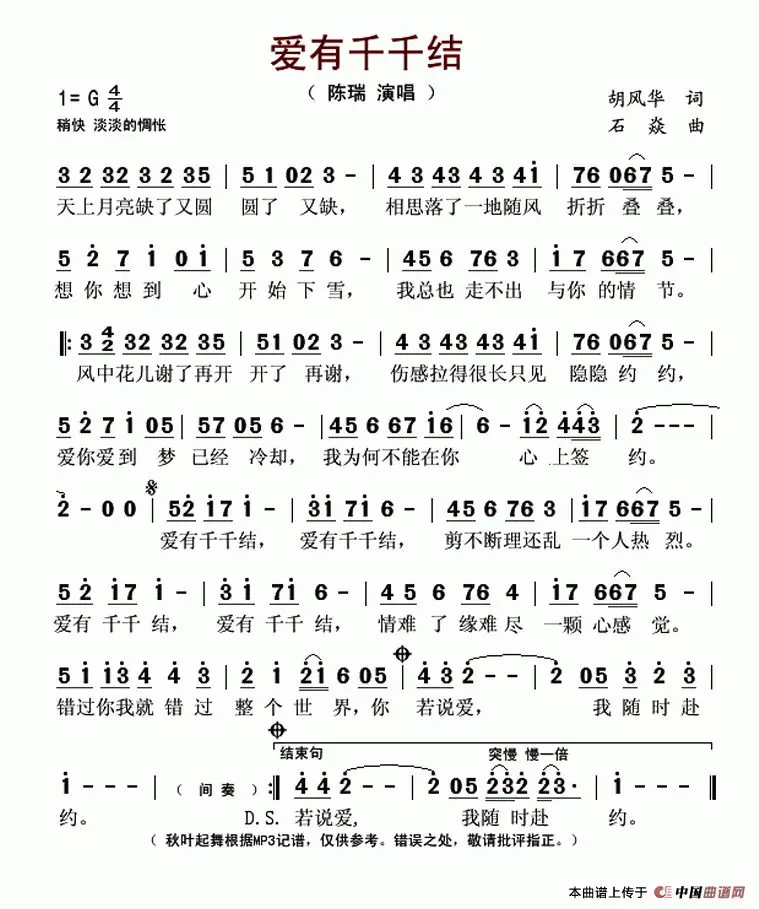 爱有千千结
（ 陈瑞 演唱 ）
1= G 4/4
胡风华 词
稍快 淡淡的惆怅
石 焱 曲
3 2 32 3 2 35 | 5 1 02 3 - | 4 3 43 4 3 41 | 76 067 5 - |
天上月亮缺了又圆 圆了 又缺， 相思落了一地随风 折折 叠叠，
5 2 7 1 0 1 | 5 3 7 6 - | 45 6 76 3 | 17 667 5 - |
想你想到 心 开始下雪， 我总也 走不出 与你的情 节。
‖: 3 4/2 32 32 35 | 51 02 3 - | 43 43 43 41 | 76 067 5 - |
风中花儿谢了再开 开了 再谢， 伤感拉得很长只见 隐隐 约约，
52 71 05 | 57 05 6 - | 45 6 67 16 | 6 - 12 443 | 2 - - - |
爱你爱到 梦 已经 冷却， 我为何不能在你 心 上签 约。
2 - 0 0 | 52 17 1 - | 31 71 6 - | 45 6 76 3 | 17 667 5 - |
爱有千千结， 爱有千千结， 剪不断理还乱 一个人热 烈。
52 17 1 - | 31 71 6 - | 4 5 6 76 4 | 17 667 5 - |
爱有 千千 结， 爱有 千千 结， 情难 了 缘难 尽 一颗 心感 觉。
51 13 4 4 3 | 2 1 21 6 05 | 4 3 2 - - | 2 05 3 2 3 |
错过你我就 错 过 整 个 世 界，你 若说爱， 我 随 时 赴
结束句 突慢 慢一倍
1 - - - | （ 间 奏 ） :‖ 4 4 2 - - | 2 05 232 23· | 1 - - - ‖
约。 D.S. 若说爱， 我随 时赴 约。
（ 秋叶起舞根据MP3记谱，仅供参考。错误之处，敬请批评指正。）
本曲谱上传于 中国曲谱网